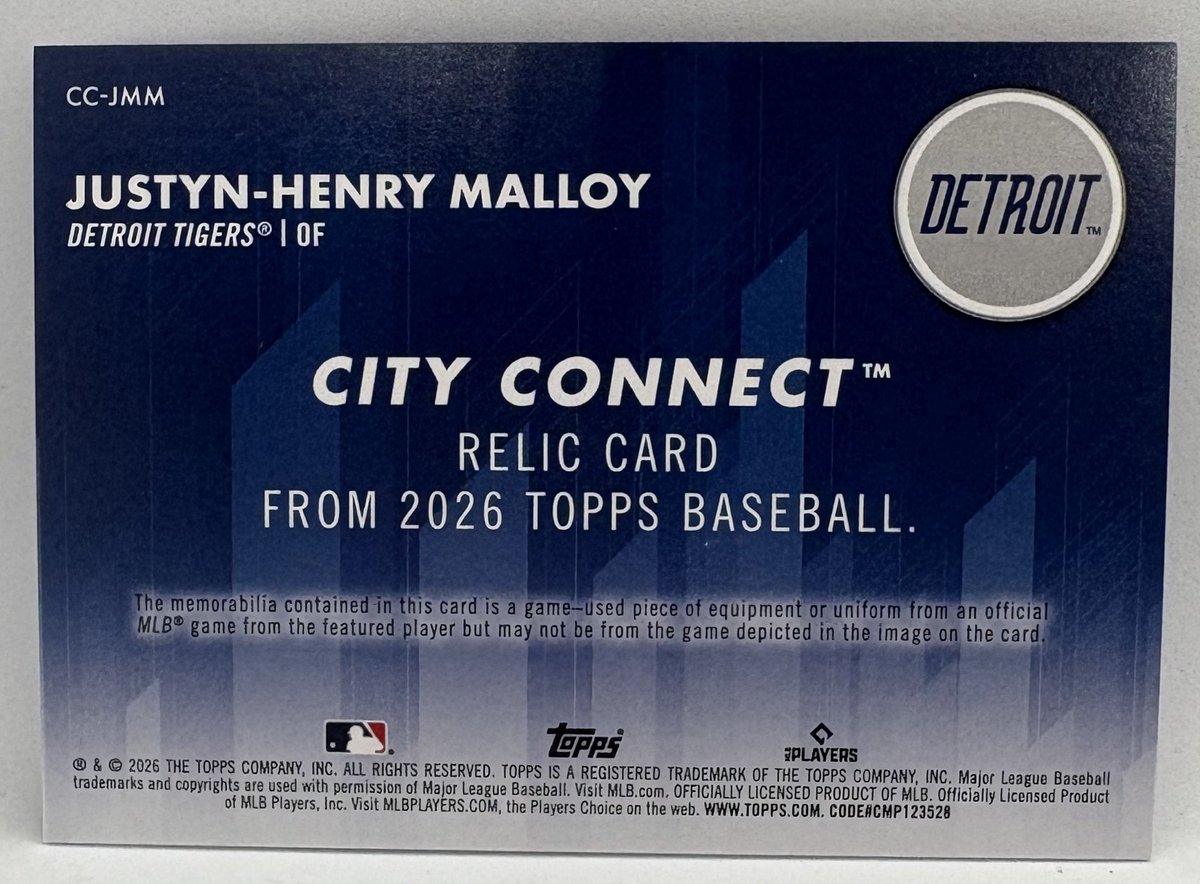 CC-JMM
JUSTYN-HENRY MALLOY
DETROIT TIGERS® | OF
DETROIT™
CITY CONNECT™
RELIC CARD
FROM 2026 TOPPS BASEBALL.
The memorabilia contained in this card is a game-used piece of equipment or uniform from an official
MLB® game from the featured player but may not be from the game depicted in the image on the card.
topps®
MLB PLAYERS
® & © 2026 THE TOPPS COMPANY, INC. ALL RIGHTS RESERVED. TOPPS IS A REGISTERED TRADEMARK OF THE TOPPS COMPANY, INC. Major League Baseball
trademarks and copyrights are used with permission of Major League Baseball. Visit MLB.com. OFFICIALLY LICENSED PRODUCT OF MLB. Officially Licensed Product
of MLB Players, Inc. Visit MLBPLAYERS.COM, the Players Choice on the web. WWW.TOPPS.COM. CODE#CMP123528